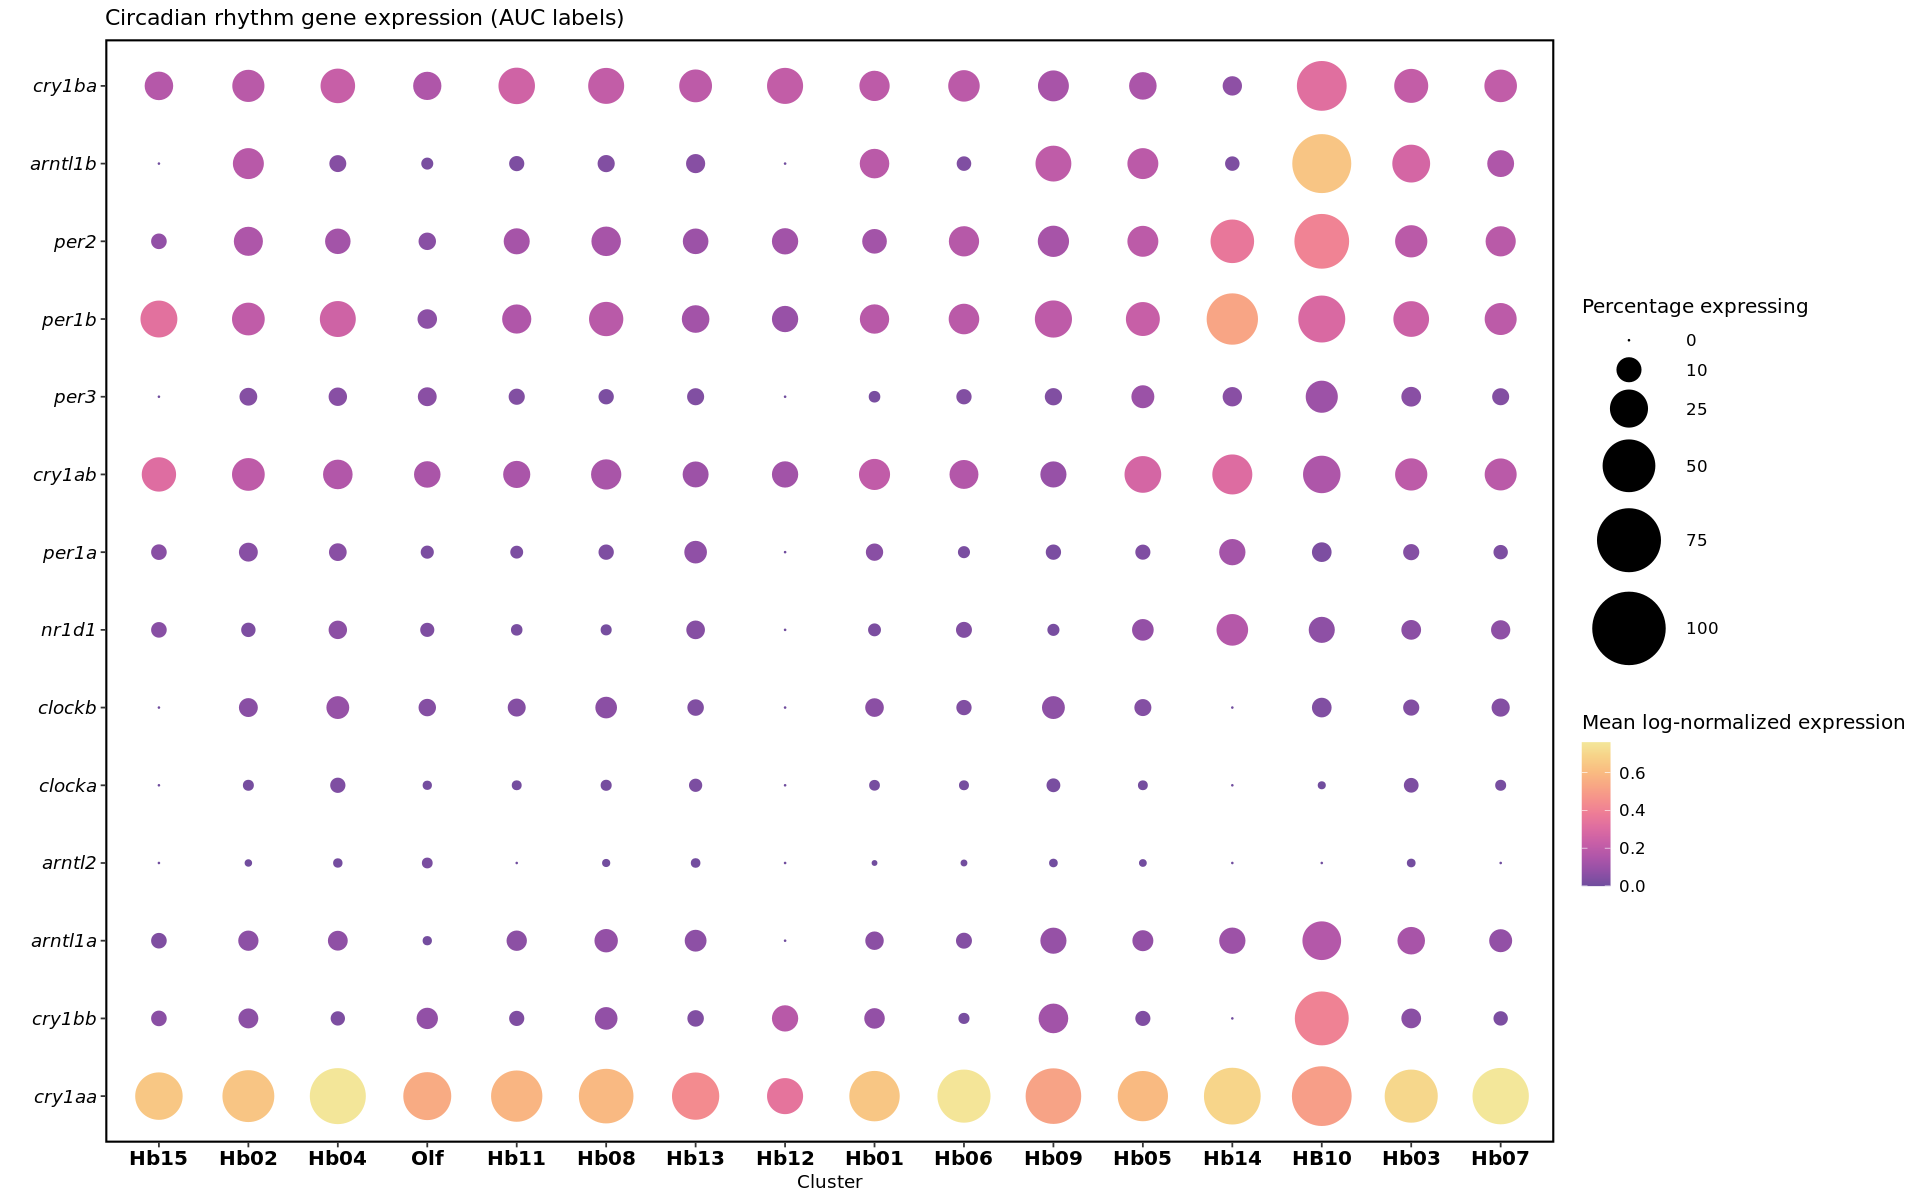 Circadian rhythm gene expression (AUC labels)
cry1ba
arntl1b
per2
per1b
per3
cry1ab
per1a
nr1d1
clockb
clocka
arntl2
arntl1a
cry1bb
cry1aa
Hb15 Hb02 Hb04 Olf Hb11 Hb08 Hb13 Hb12 Hb01 Hb06 Hb09 Hb05 Hb14 HB10 Hb03 Hb07
Cluster
Percentage expressing
0
10
25
50
75
100
Mean log-normalized expression
0.6
0.4
0.2
0.0